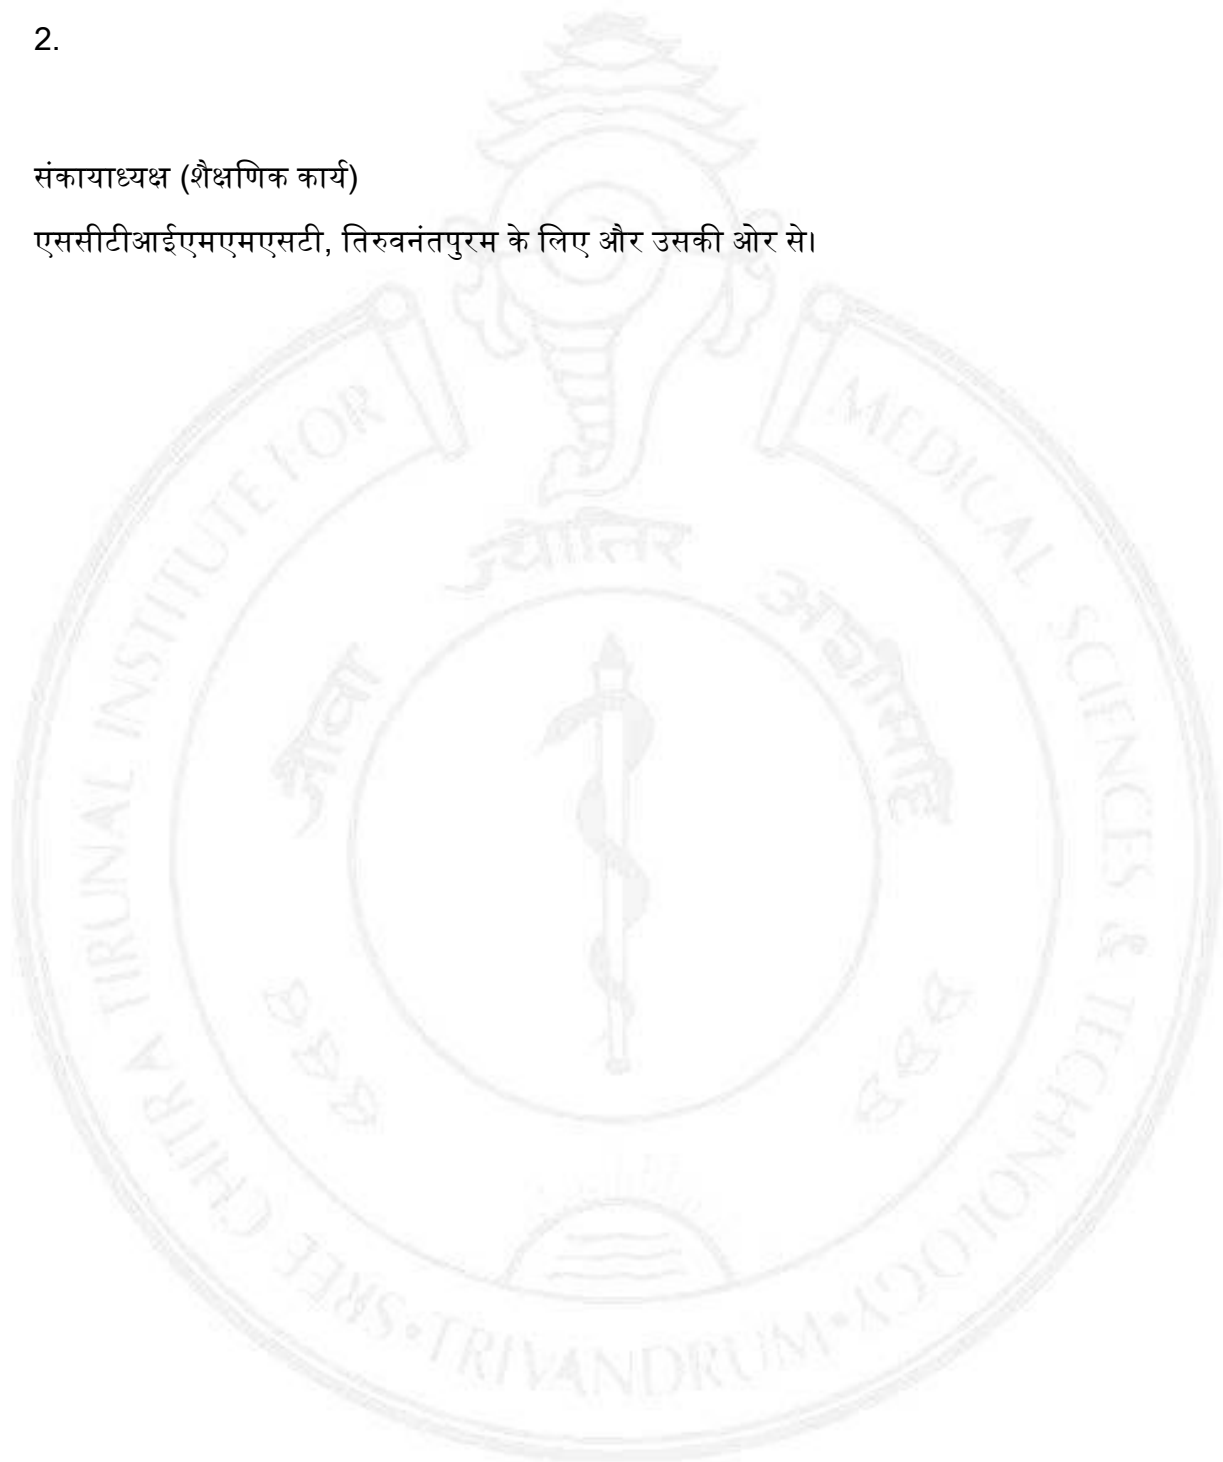 2.
संकायाध्यक्ष (शैक्षणिक कार्य)
एससीटीआईएमएमएसटी, तिरुवनंतपुरम के लिए और उसकी ओर से।
SREE CHITRA TIRUNAL INSTITUTE FOR MEDICAL SCIENCES & TECHNOLOGY • TRIVANDRUM •